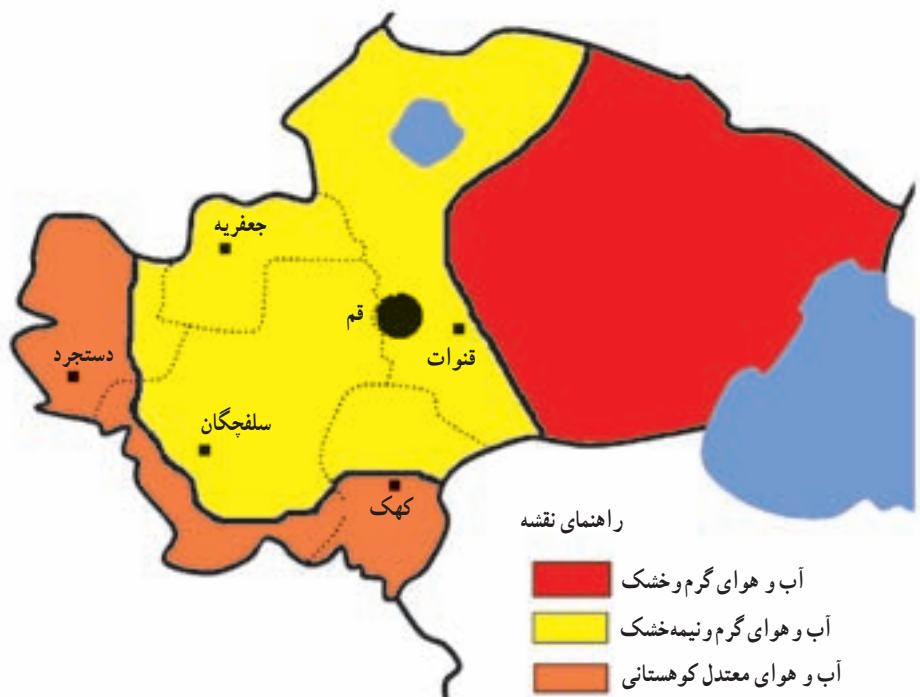 جعفریه
قم
قنوات
دستجرد
سلفچگان
کهک
راهنمای نقشه
آب و هوای گرم و خشک
آب و هوای گرم و نیمه‌خشک
آب و هوای معتدل کوهستانی